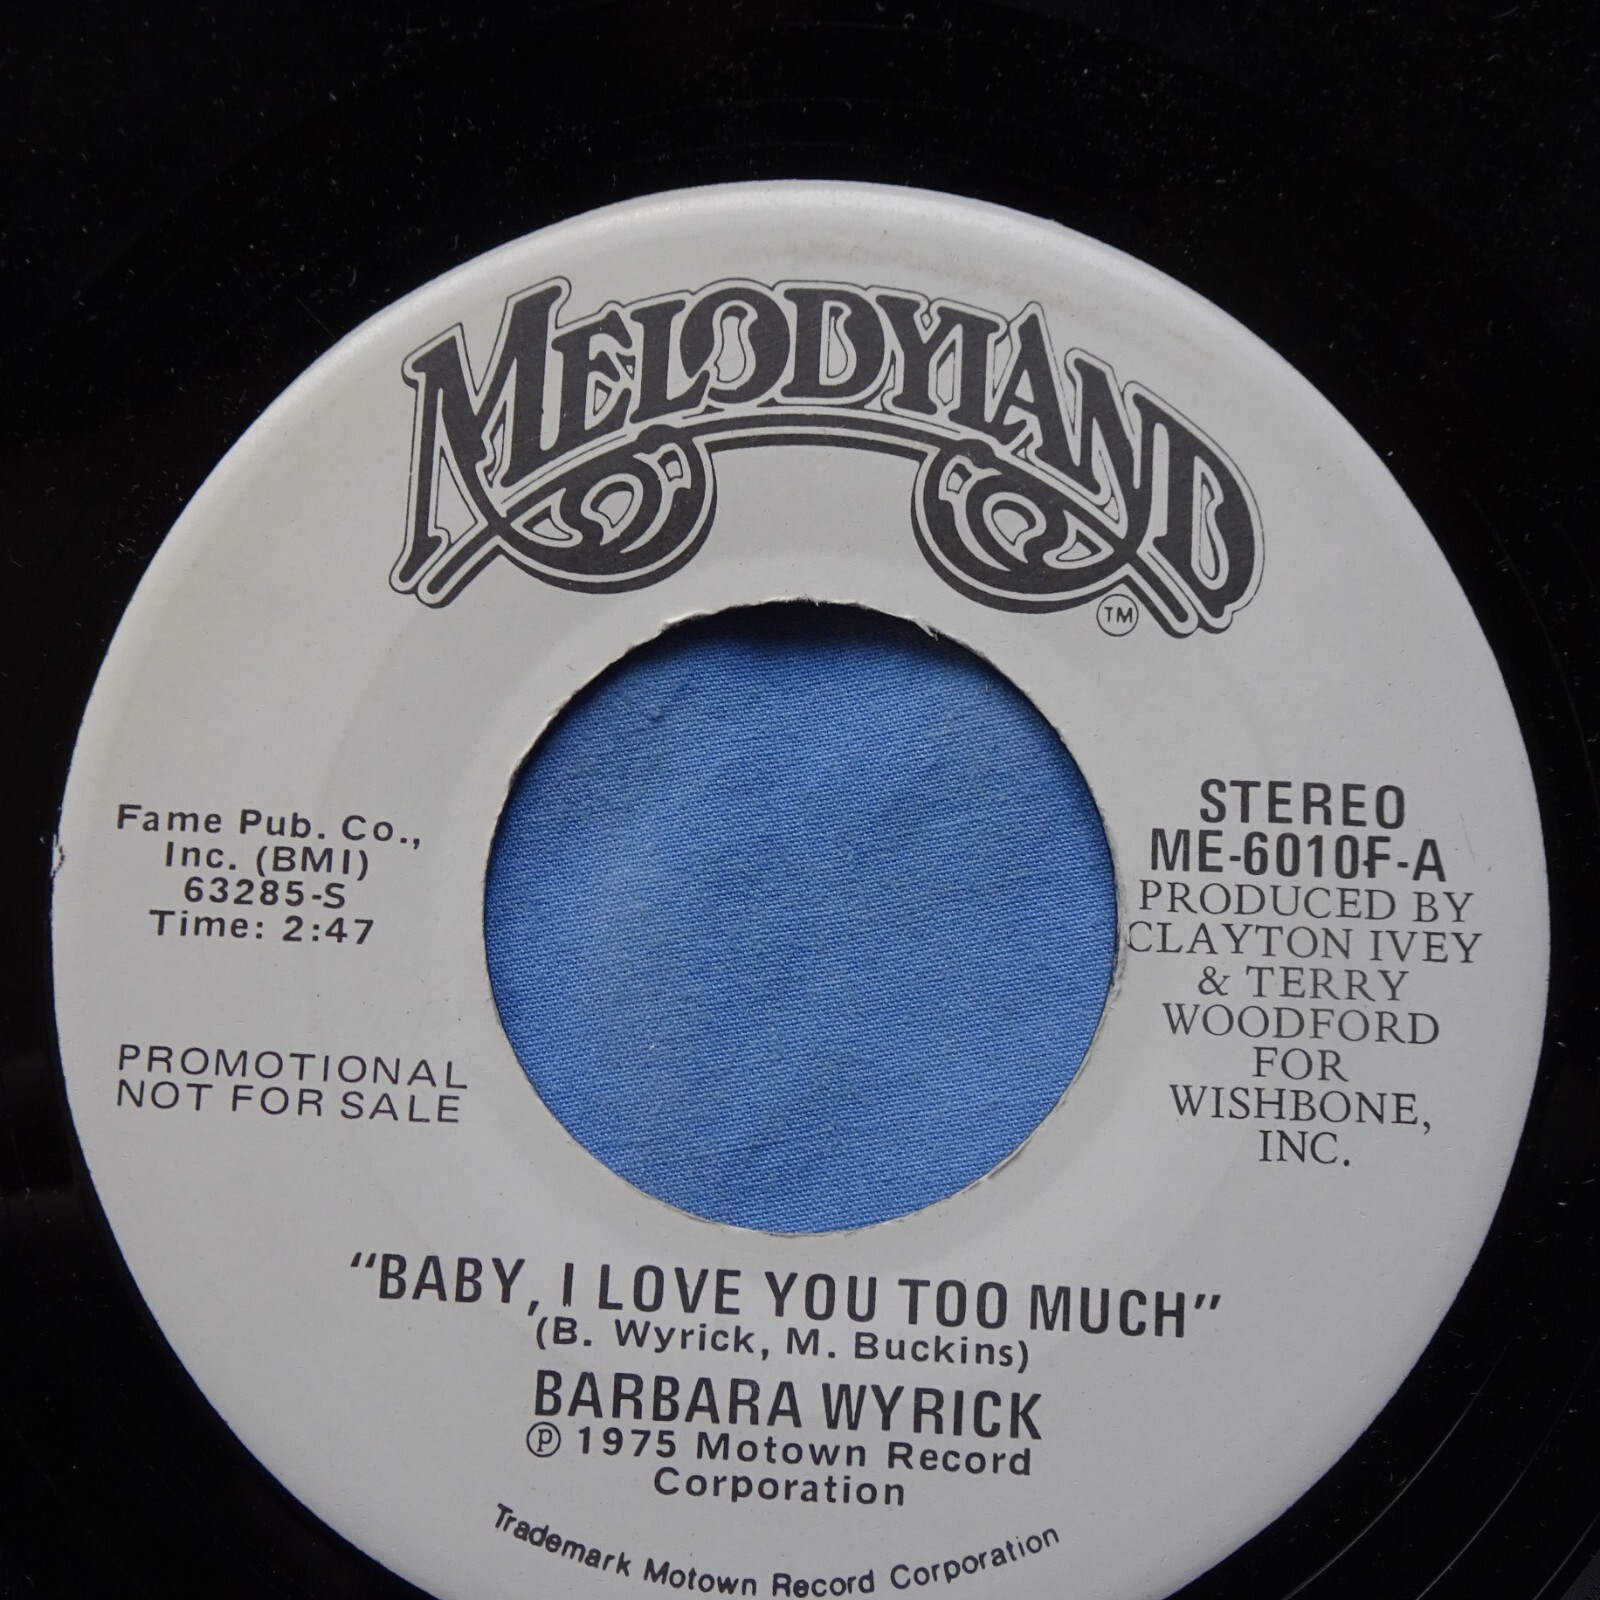 MELODYLAND
TM
Fame Pub. Co.,
Inc. (BMI)
63285-S
Time: 2:47
PROMOTIONAL
NOT FOR SALE
STEREO
ME-6010F-A
PRODUCED BY
CLAYTON IVEY
& TERRY
WOODFORD
FOR
WISHBONE,
INC.
"BABY, I LOVE YOU TOO MUCH"
(B. Wyrick, M. Buckins)
BARBARA WYRICK
℗ 1975 Motown Record
Corporation
Trademark Motown Record Corporation